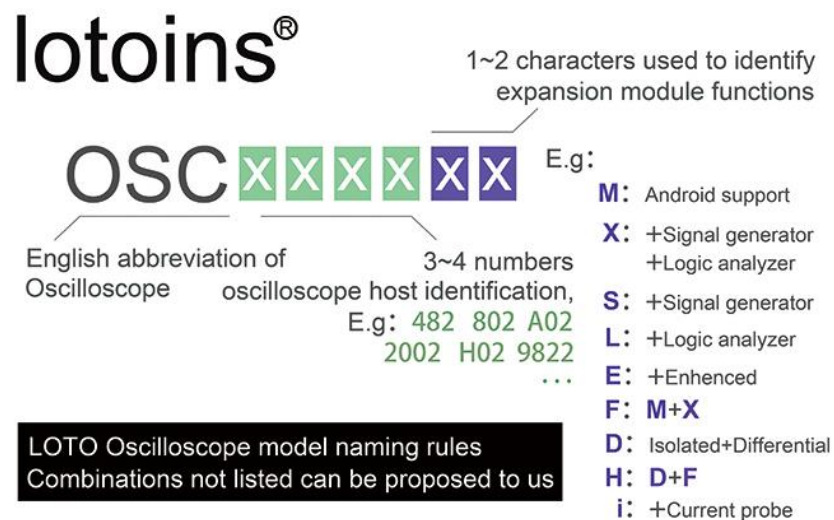 lotoins®
1~2 characters used to identify
expansion module functions
OSC X X X X X X
E.g:
English abbreviation of
Oscilloscope
3~4 numbers
oscilloscope host identification,
E.g: 482 802 A02
2002 H02 9822
...
M: Android support
X: +Signal generator
+Logic analyzer
S: +Signal generator
L: +Logic analyzer
E: +Enhenced
F: M+X
D: Isolated+Differential
H: D+F
i: +Current probe
LOTO Oscilloscope model naming rules
Combinations not listed can be proposed to us